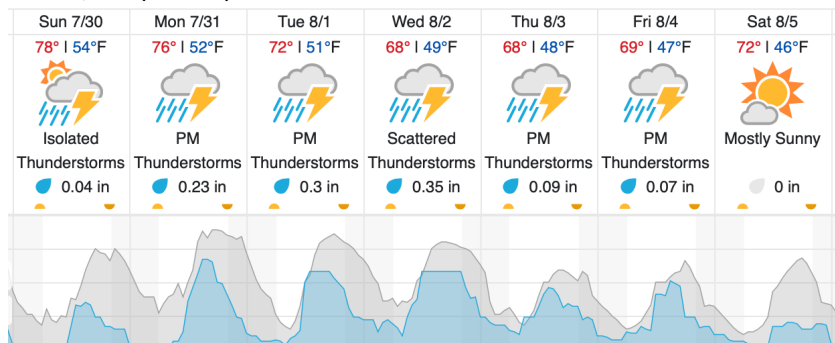 Sun 7/30 Mon 7/31 Tue 8/1 Wed 8/2 Thu 8/3 Fri 8/4 Sat 8/5
78° | 54°F 76° | 52°F 72° | 51°F 68° | 49°F 68° | 48°F 69° | 47°F 72° | 46°F
Isolated PM PM Scattered PM PM Mostly Sunny
Thunderstorms Thunderstorms Thunderstorms Thunderstorms Thunderstorms Thunderstorms
0.04 in 0.23 in 0.3 in 0.35 in 0.09 in 0.07 in 0 in